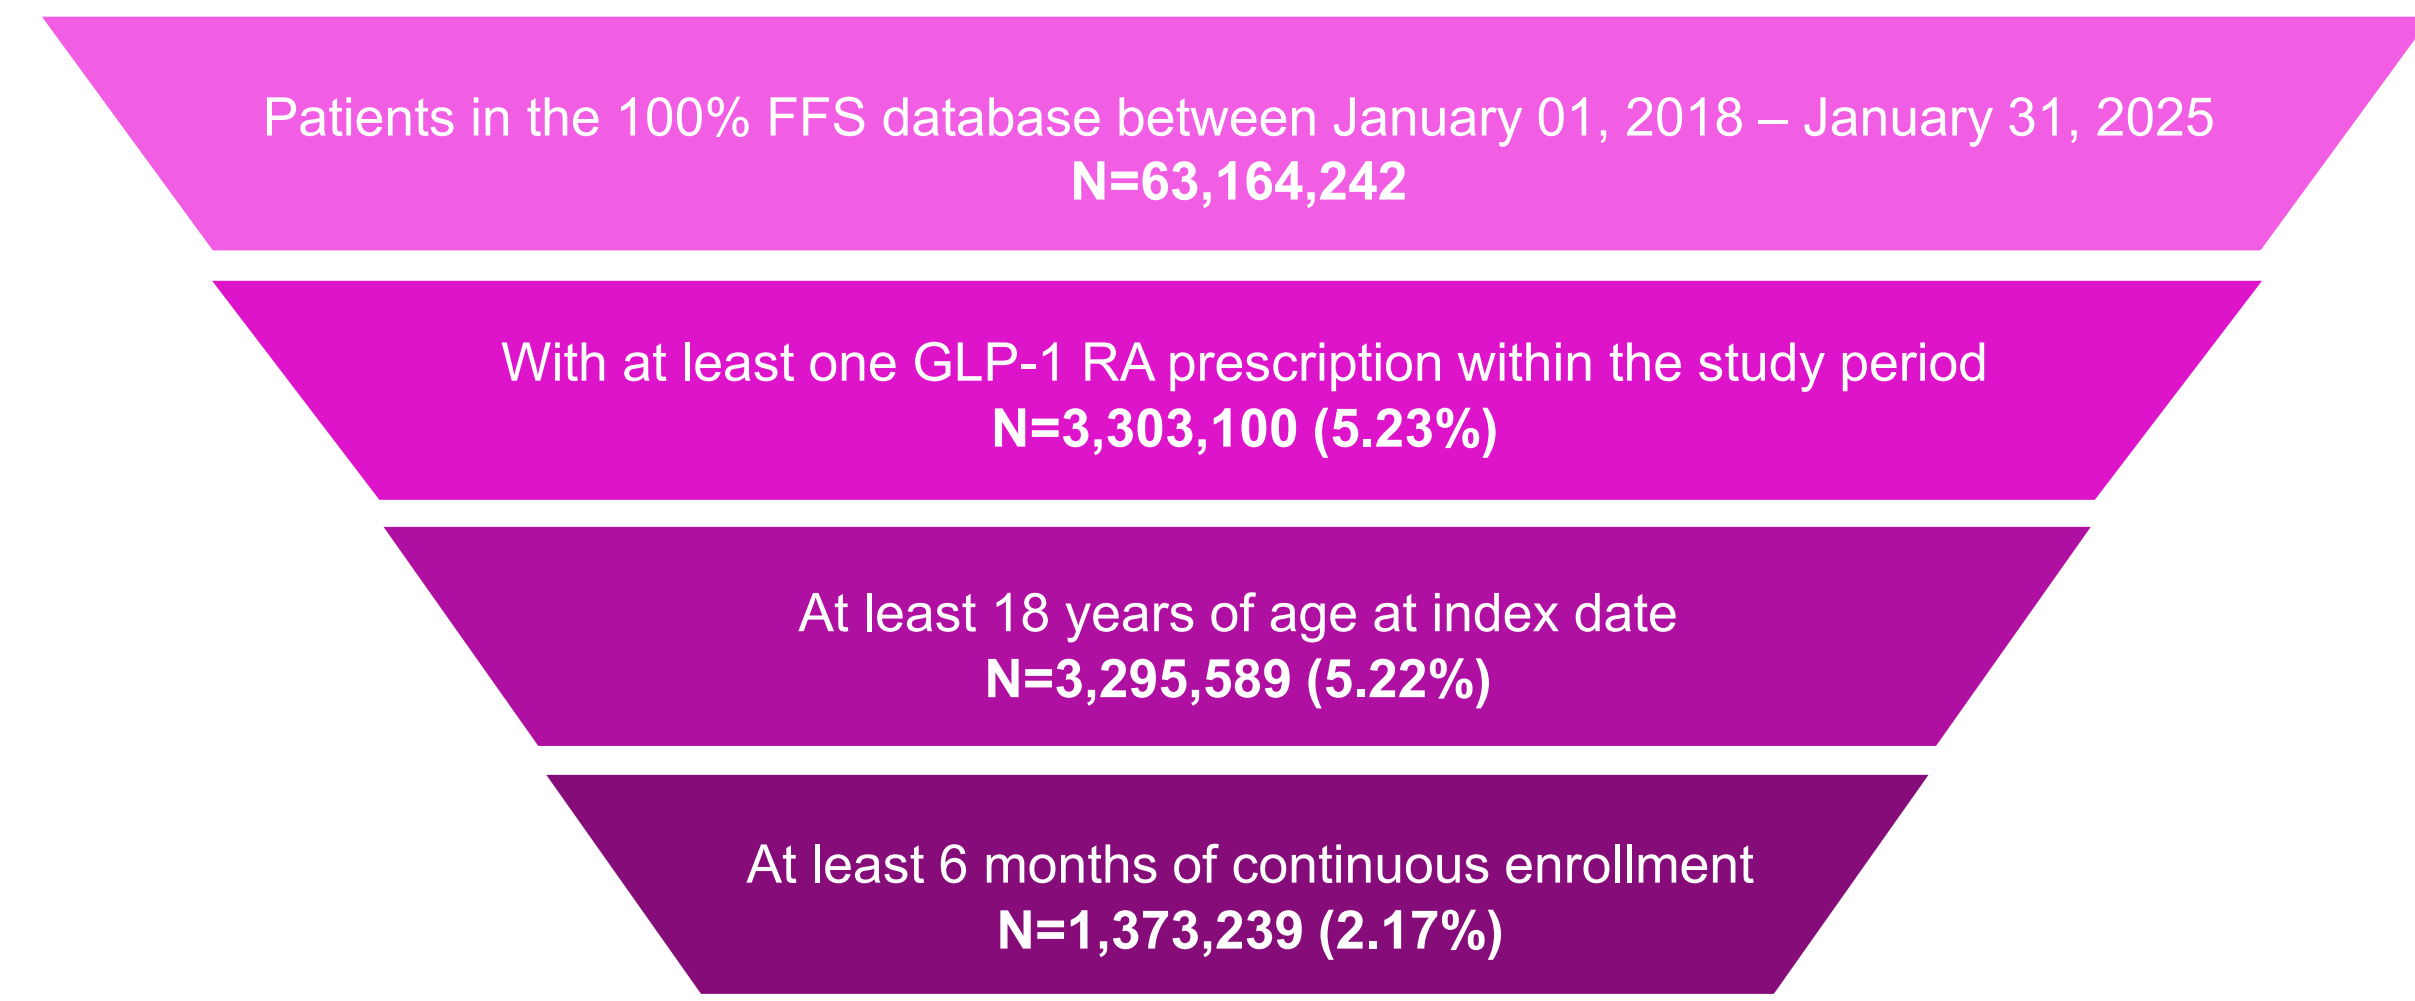 Patients in the 100% FFS database between January 01, 2018 – January 31, 2025
N=63,164,242
With at least one GLP-1 RA prescription within the study period
N=3,303,100 (5.23%)
At least 18 years of age at index date
N=3,295,589 (5.22%)
At least 6 months of continuous enrollment
N=1,373,239 (2.17%)